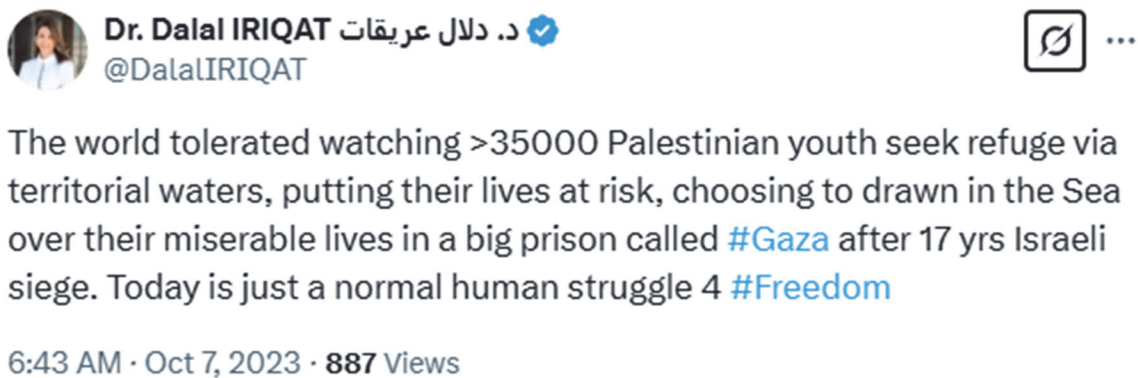 Dr. Dalal IRIQAT د. دلال عريقات
@DalalIRIQAT
The world tolerated watching >35000 Palestinian youth seek refuge via
territorial waters, putting their lives at risk, choosing to drawn in the Sea
over their miserable lives in a big prison called #Gaza after 17 yrs Israeli
siege. Today is just a normal human struggle 4 #Freedom
6:43 AM · Oct 7, 2023 · 887 Views